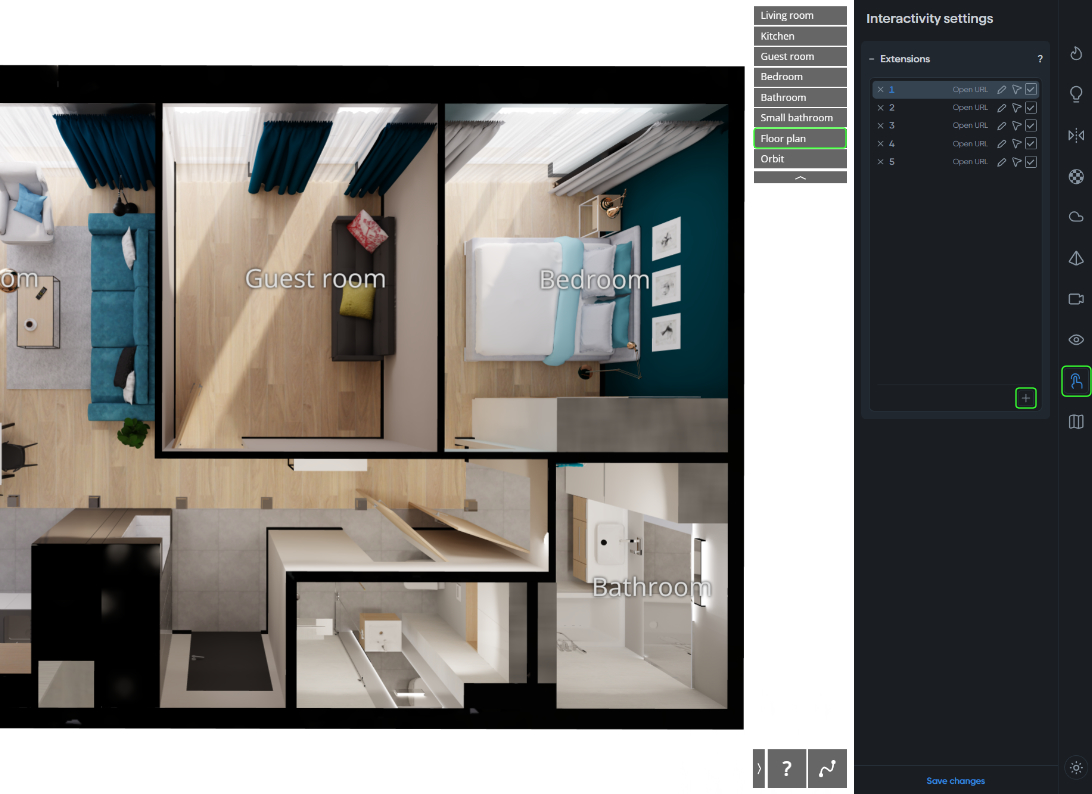 Living room
Kitchen
Guest room
Bedroom
Bathroom
Small bathroom
Floor plan
Orbit
om
Guest room
Bedroom
Bathroom
?
Interactivity settings
− Extensions ?
1 Open URL
2 Open URL
3 Open URL
4 Open URL
5 Open URL
+
Save changes